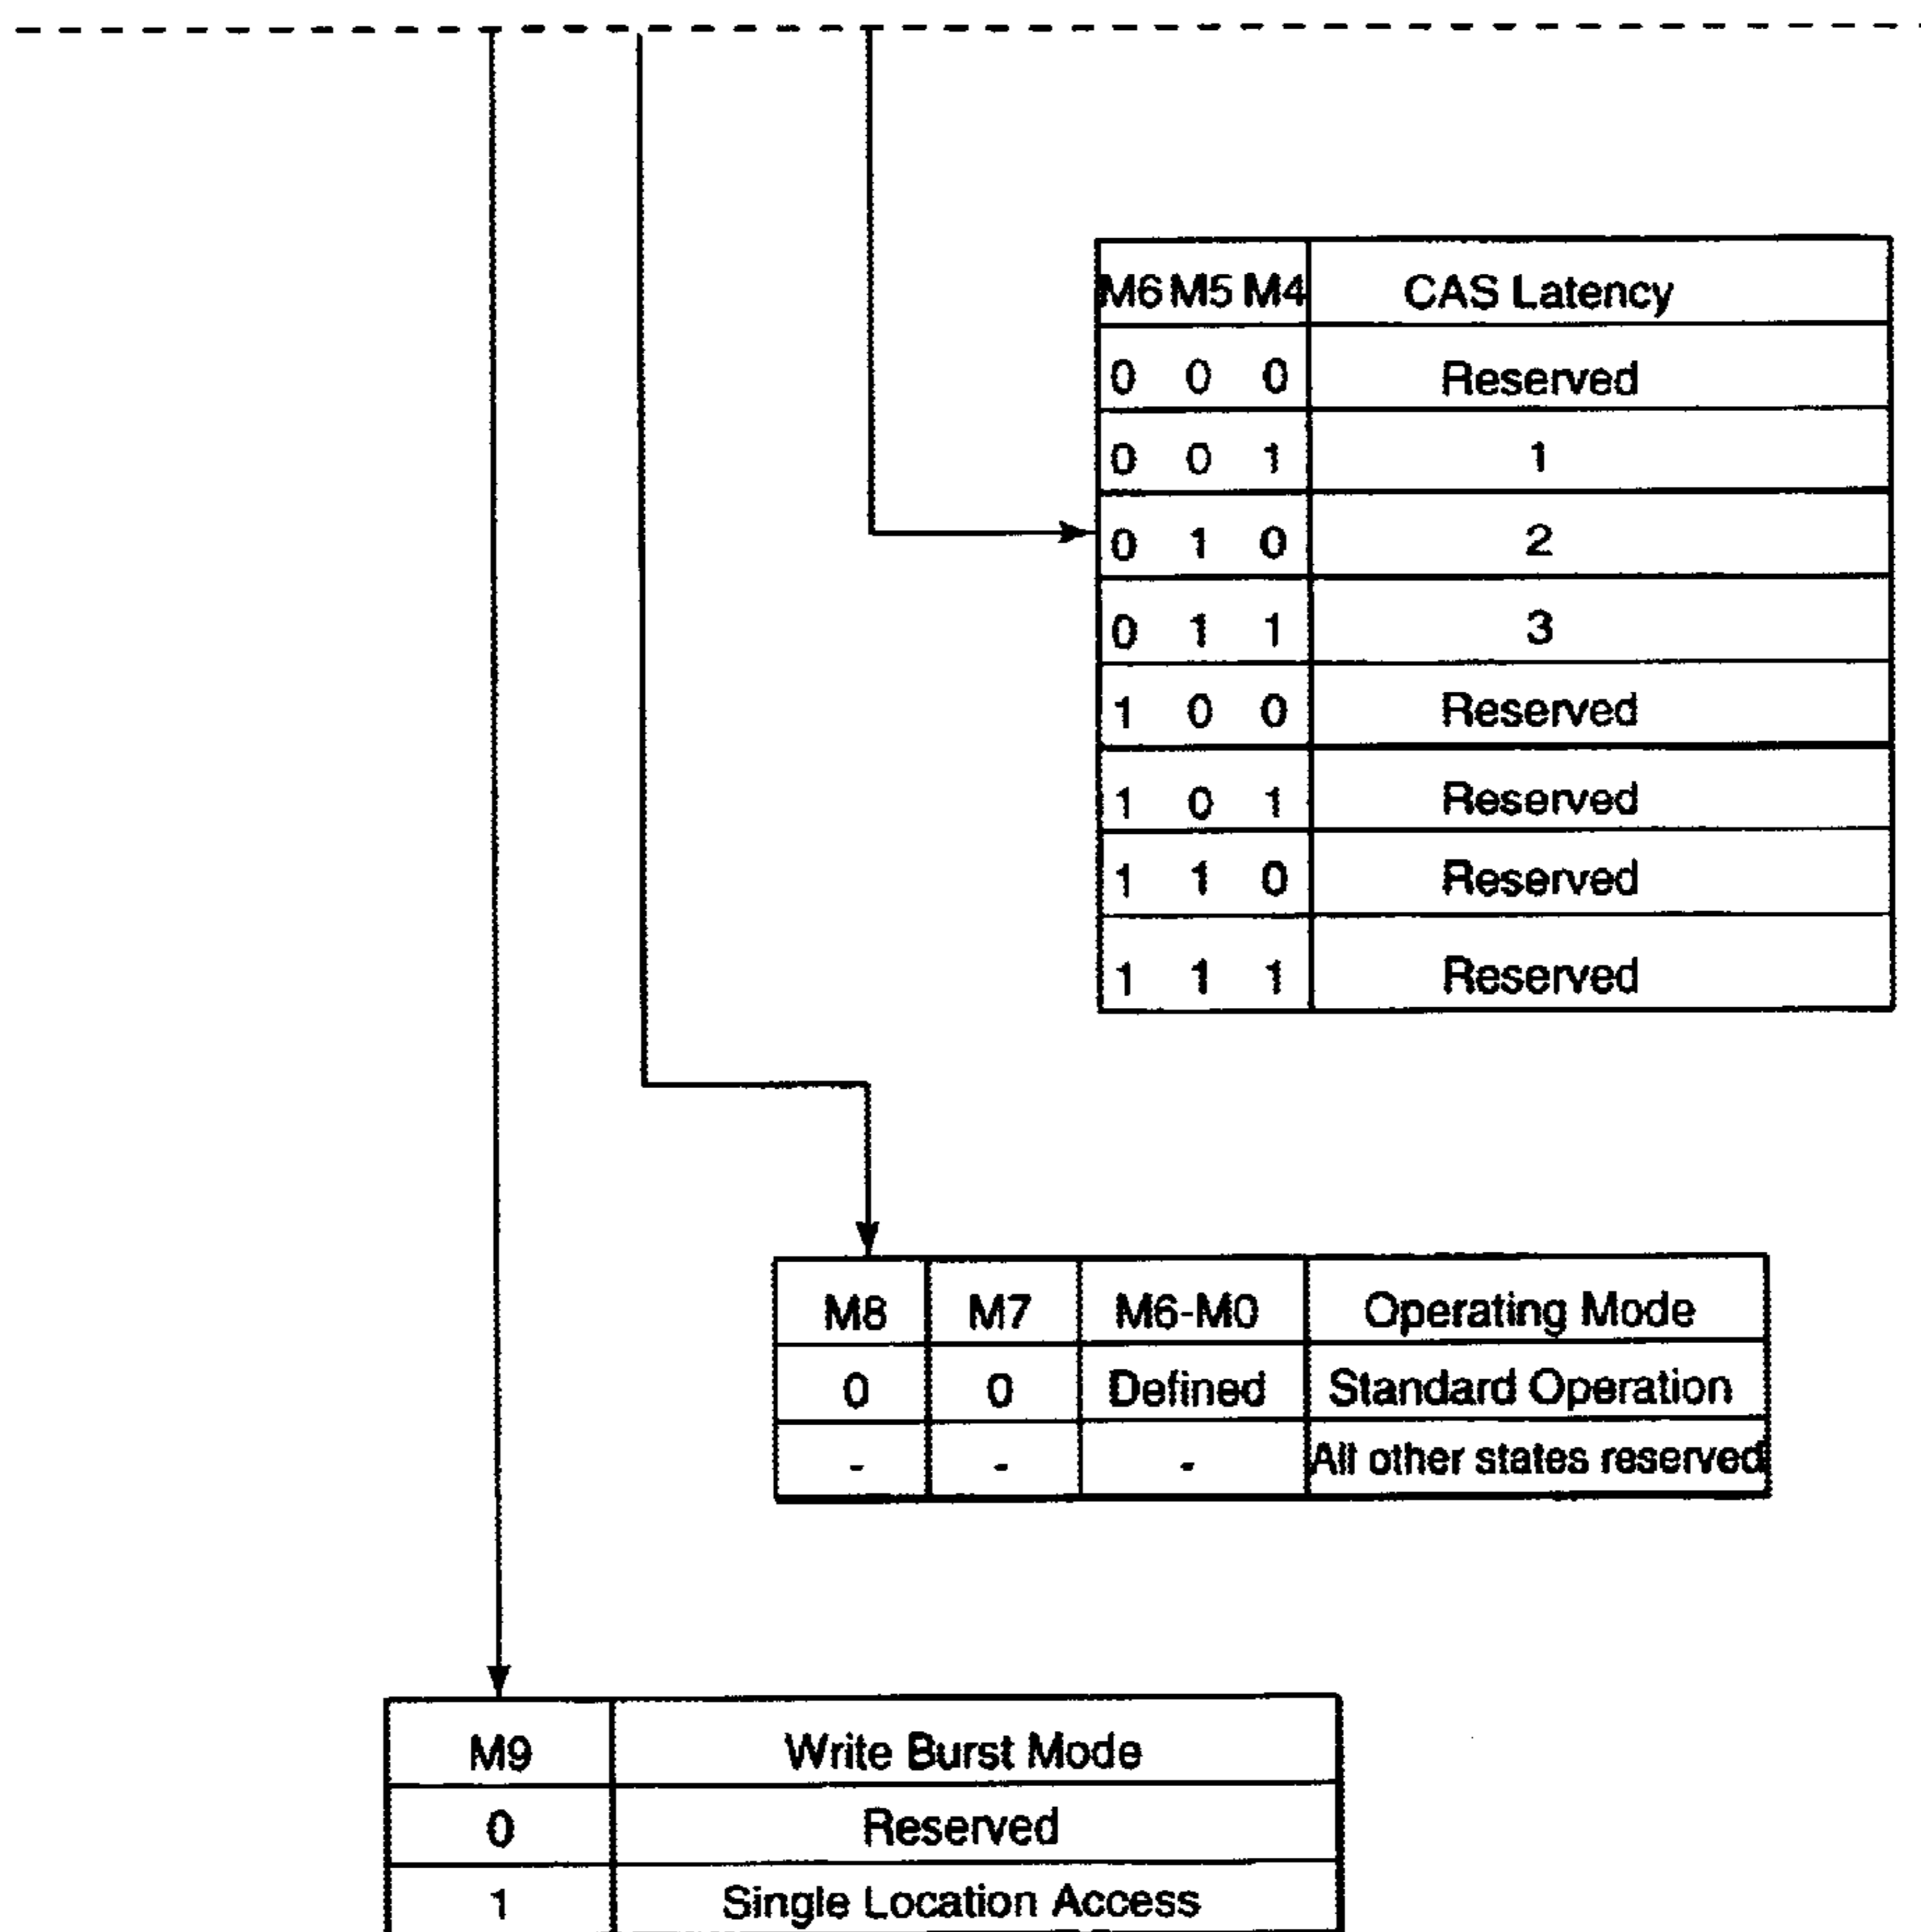 M6 M5 M4 CAS Latency
0 0 0 Reserved
0 0 1 1
0 1 0 2
0 1 1 3
1 0 0 Reserved
1 0 1 Reserved
1 1 0 Reserved
1 1 1 Reserved
M8 M7 M6-M0 Operating Mode
0 0 Defined Standard Operation
- - - All other states reserved
M9 Write Burst Mode
0 Reserved
1 Single Location Access